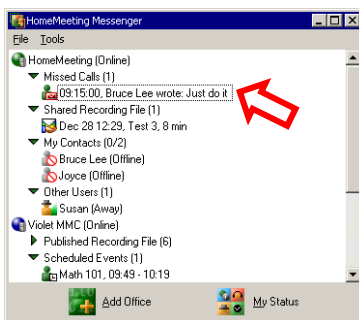 HomeMeeting Messenger
File Tools
HomeMeeting (Online)
Missed Calls (1)
09:15:00, Bruce Lee wrote: Just do it
Shared Recording File (1)
Dec 28 12:29, Test 3, 8 min
My Contacts (0/2)
Bruce Lee (Offline)
Joyce (Offline)
Other Users (1)
Susan (Away)
Violet MMC (Online)
Published Recording File (6)
Scheduled Events (1)
Math 101, 09:49 - 10:19
Add Office My Status